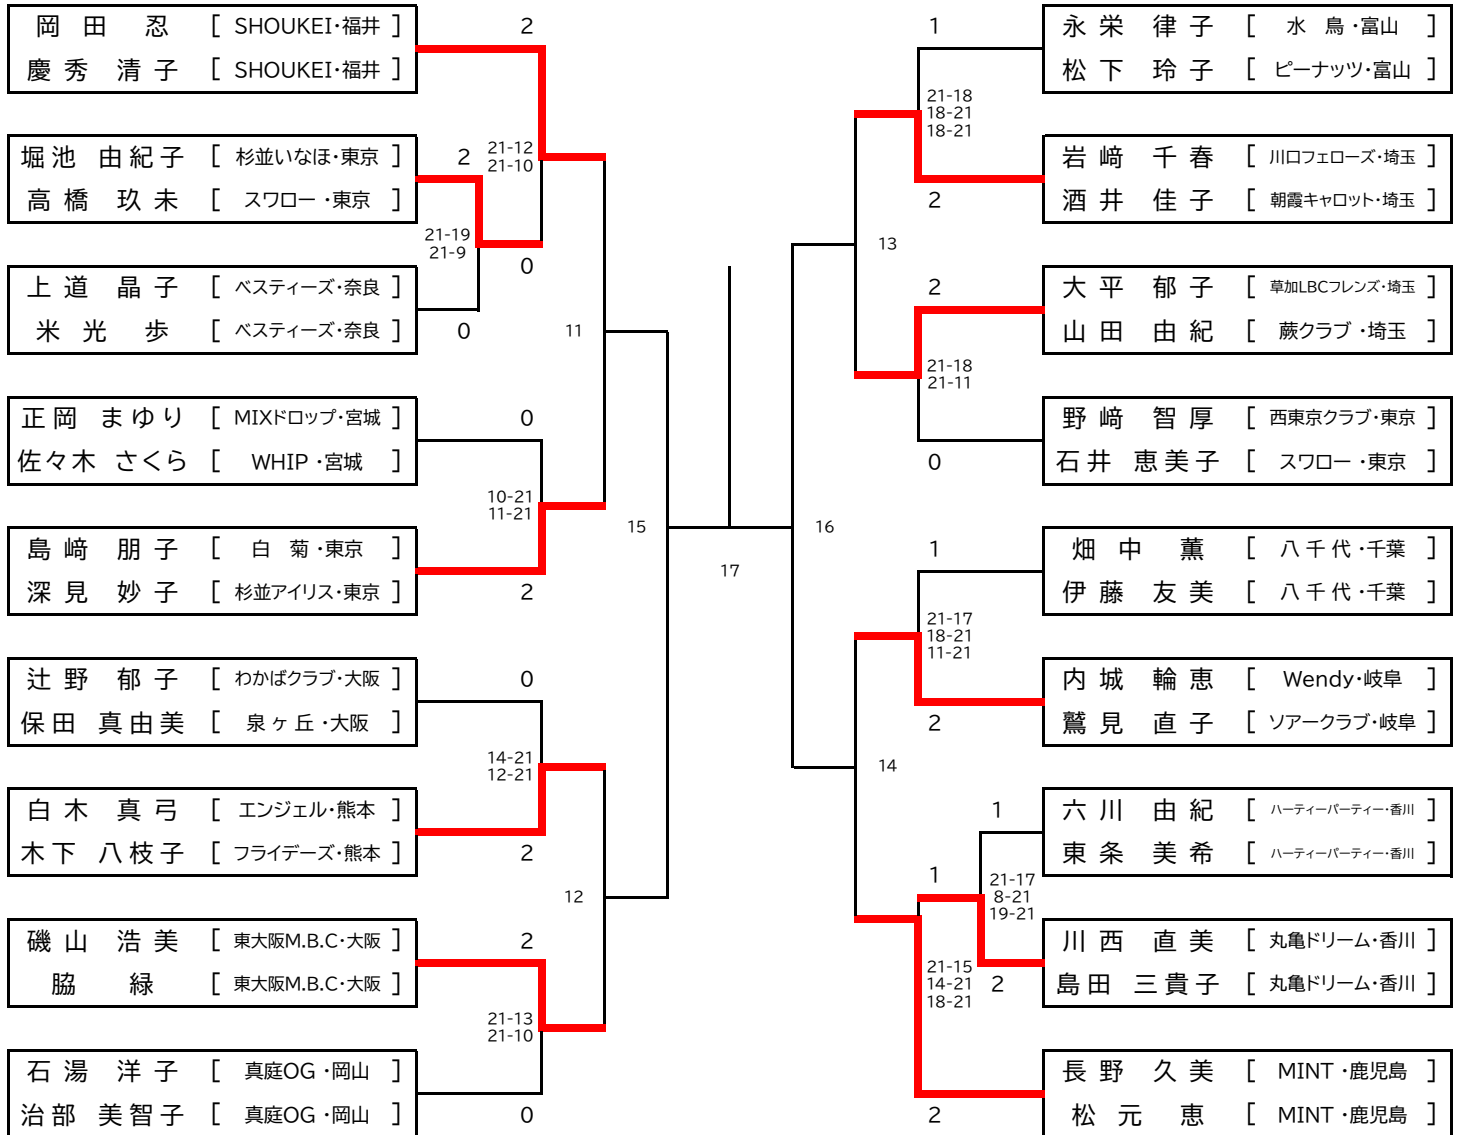 岡田 忍 [ SHOUKEI・福井 ]
慶秀 清子 [ SHOUKEI・福井 ]
2
堀池 由紀子 [ 杉並いなほ・東京 ]
高橋 玖未 [ スワロー ・東京 ]
2
21-12
21-10
21-19
21-9
0
上道 晶子 [ ベスティーズ・奈良 ]
米光 歩 [ ベスティーズ・奈良 ]
0
11
正岡 まゆり [ MIXドロップ・宮城 ]
佐々木 さくら [ WHIP ・宮城 ]
0
10-21
11-21
島﨑 朋子 [ 白 菊 ・東京 ]
深見 妙子 [ 杉並アイリス・東京 ]
2
15
辻野 郁子 [ わかばクラブ・大阪 ]
保田 真由美 [ 泉ヶ丘 ・大阪 ]
0
14-21
12-21
白木 真弓 [ エンジェル・熊本 ]
木下 八枝子 [ フライデーズ・熊本 ]
2
12
磯山 浩美 [ 東大阪M.B.C・大阪 ]
脇 緑 [ 東大阪M.B.C・大阪 ]
2
21-13
21-10
石湯 洋子 [ 真庭OG ・岡山 ]
治部 美智子 [ 真庭OG ・岡山 ]
0
17
1
永栄 律子 [ 水 鳥 ・富山 ]
松下 玲子 [ ピーナッツ・富山 ]
21-18
18-21
18-21
岩﨑 千春 [ 川口フェローズ・埼玉 ]
酒井 佳子 [ 朝霞キャロット・埼玉 ]
2
13
2
大平 郁子 [ 草加LBCフレンズ・埼玉 ]
山田 由紀 [ 蕨クラブ ・埼玉 ]
21-18
21-11
野﨑 智厚 [ 西東京クラブ・東京 ]
石井 恵美子 [ スワロー ・東京 ]
0
16
1
畑中 薫 [ 八千代 ・千葉 ]
伊藤 友美 [ 八千代 ・千葉 ]
21-17
18-21
11-21
内城 輪恵 [ Wendy・岐阜 ]
鷲見 直子 [ ソアークラブ・岐阜 ]
2
14
1
六川 由紀 [ ハーティーパーティー・香川 ]
東条 美希 [ ハーティーパーティー・香川 ]
1
21-17
8-21
19-21
川西 直美 [ 丸亀ドリーム・香川 ]
島田 三貴子 [ 丸亀ドリーム・香川 ]
2
21-15
14-21
18-21
長野 久美 [ MINT ・鹿児島 ]
松元 恵 [ MINT ・鹿児島 ]
2